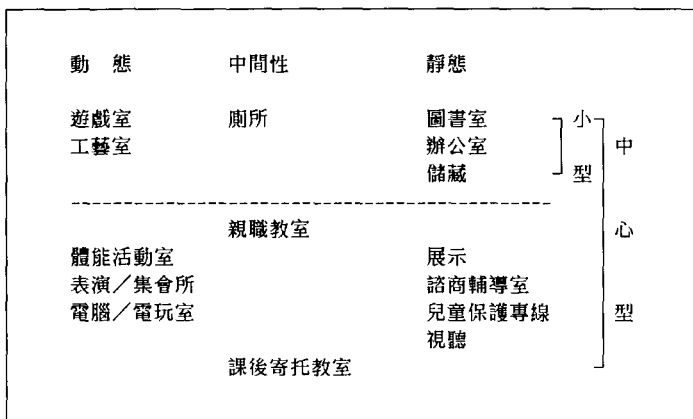 動 態 中間性 靜態
遊戲室 廁所 圖書室 小
工藝室 辦公室 中
儲藏 型
親職教室 心
體能活動室 展示
表演／集會所 諮商輔導室
電腦／電玩室 兒童保護專線 型
視聽
課後寄托教室